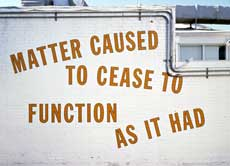 MATTER CAUSED
TO CEASE TO
FUNCTION
AS IT HAD